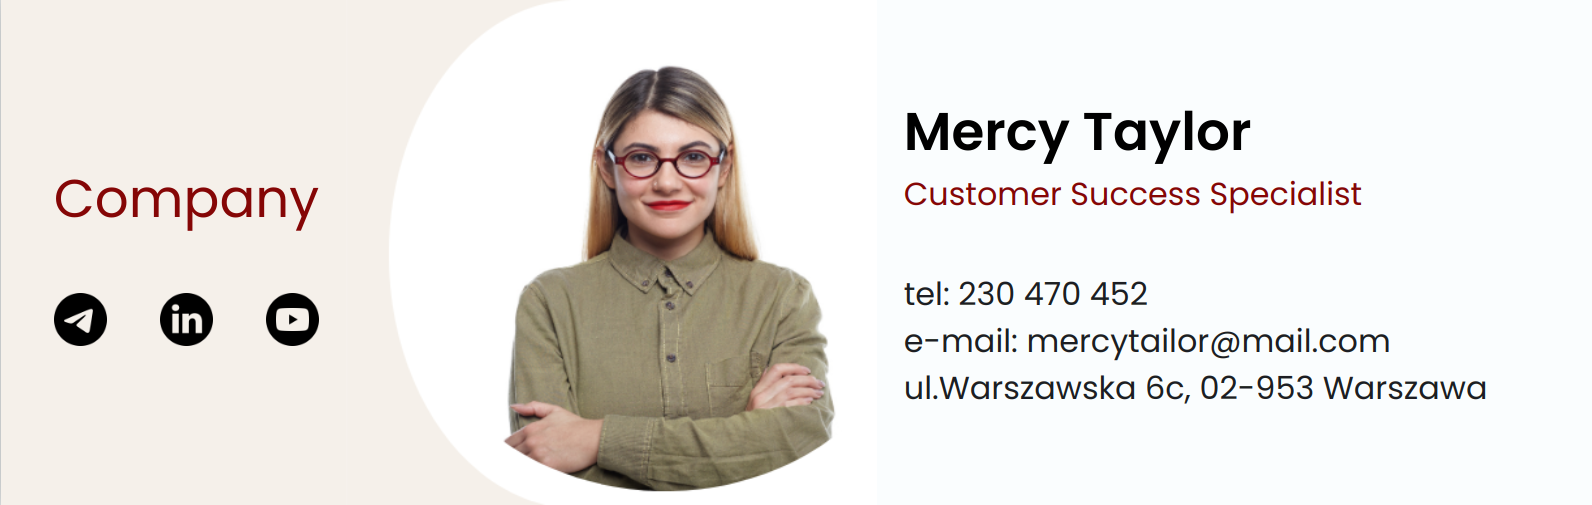 Company
in
Mercy Taylor
Customer Success Specialist
tel: 230 470 452
e-mail: mercytailor@mail.com
ul.Warszawska 6c, 02-953 Warszawa